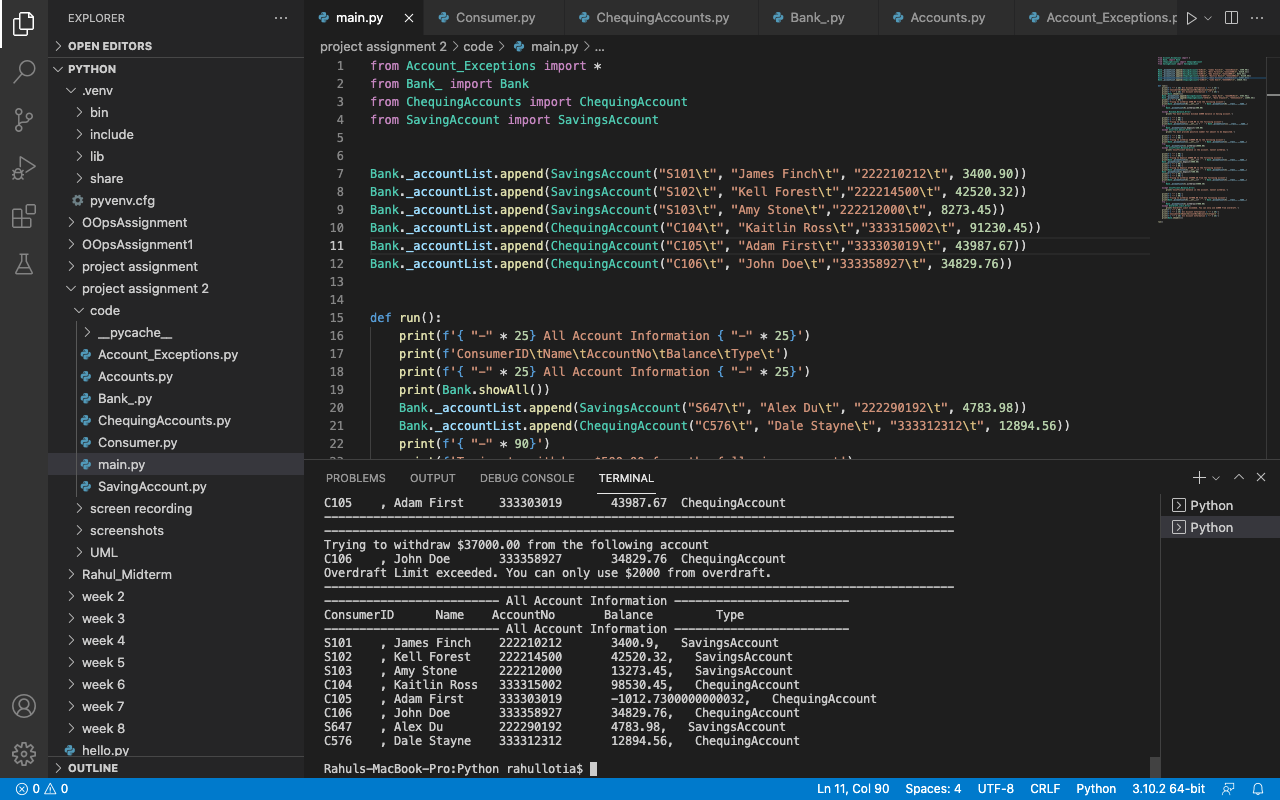 EXPLORER
OPEN EDITORS
PYTHON
.venv
bin
include
lib
share
pyvenv.cfg
OOpsAssignment
OOpsAssignment1
project assignment
project assignment 2
code
__pycache__
Account_Exceptions.py
Accounts.py
Bank_.py
ChequingAccounts.py
Consumer.py
main.py
SavingAccount.py
screen recording
screenshots
UML
Rahul_Midterm
week 2
week 3
week 4
week 5
week 6
week 7
week 8
hello.py
OUTLINE
main.py Consumer.py ChequingAccounts.py Bank_.py Accounts.py Account_Exceptions.p
project assignment 2 > code > main.py > ...
1 from Account_Exceptions import *
2 from Bank_ import Bank
3 from ChequingAccounts import ChequingAccount
4 from SavingAccount import SavingsAccount
5
6
7 Bank._accountList.append(SavingsAccount("S101\t", "James Finch\t", "222210212\t", 3400.90))
8 Bank._accountList.append(SavingsAccount("S102\t", "Kell Forest\t","222214500\t", 42520.32))
9 Bank._accountList.append(SavingsAccount("S103\t", "Amy Stone\t","222212000\t", 8273.45))
10 Bank._accountList.append(ChequingAccount("C104\t", "Kaitlin Ross\t","333315002\t", 91230.45))
11 Bank._accountList.append(ChequingAccount("C105\t", "Adam First\t","333303019\t", 43987.67))
12 Bank._accountList.append(ChequingAccount("C106\t", "John Doe\t","333358927\t", 34829.76))
13
14
15 def run():
16 print(f'{ "-" * 25} All Account Information { "-" * 25}')
17 print(f'ConsumerID\tName\tAccountNo\tBalance\tType\t')
18 print(f'{ "-" * 25} All Account Information { "-" * 25}')
19 print(Bank.showAll())
20 Bank._accountList.append(SavingsAccount("S647\t", "Alex Du\t", "222290192\t", 4783.98))
21 Bank._accountList.append(ChequingAccount("C576\t", "Dale Stayne\t", "333312312\t", 12894.56))
22 print(f'{ "-" * 90}')
PROBLEMS OUTPUT DEBUG CONSOLE TERMINAL
C105 , Adam First 333303019 43987.67 ChequingAccount
------------------------------------------------------------------------------------------
------------------------------------------------------------------------------------------
Trying to withdraw $37000.00 from the following account
C106 , John Doe 333358927 34829.76 ChequingAccount
Overdraft Limit exceeded. You can only use $2000 from overdraft.
------------------------------------------------------------------------------------------
------------------------- All Account Information -------------------------
ConsumerID Name AccountNo Balance Type
------------------------- All Account Information -------------------------
S101 , James Finch 222210212 3400.9, SavingsAccount
S102 , Kell Forest 222214500 42520.32, SavingsAccount
S103 , Amy Stone 222212000 13273.45, SavingsAccount
C104 , Kaitlin Ross 333315002 98530.45, ChequingAccount
C105 , Adam First 333303019 -1012.7300000000032, ChequingAccount
C106 , John Doe 333358927 34829.76, ChequingAccount
S647 , Alex Du 222290192 4783.98, SavingsAccount
C576 , Dale Stayne 333312312 12894.56, ChequingAccount
Rahuls-MacBook-Pro:Python rahullotia$
Python
Python
0 0 Ln 11, Col 90 Spaces: 4 UTF-8 CRLF Python 3.10.2 64-bit